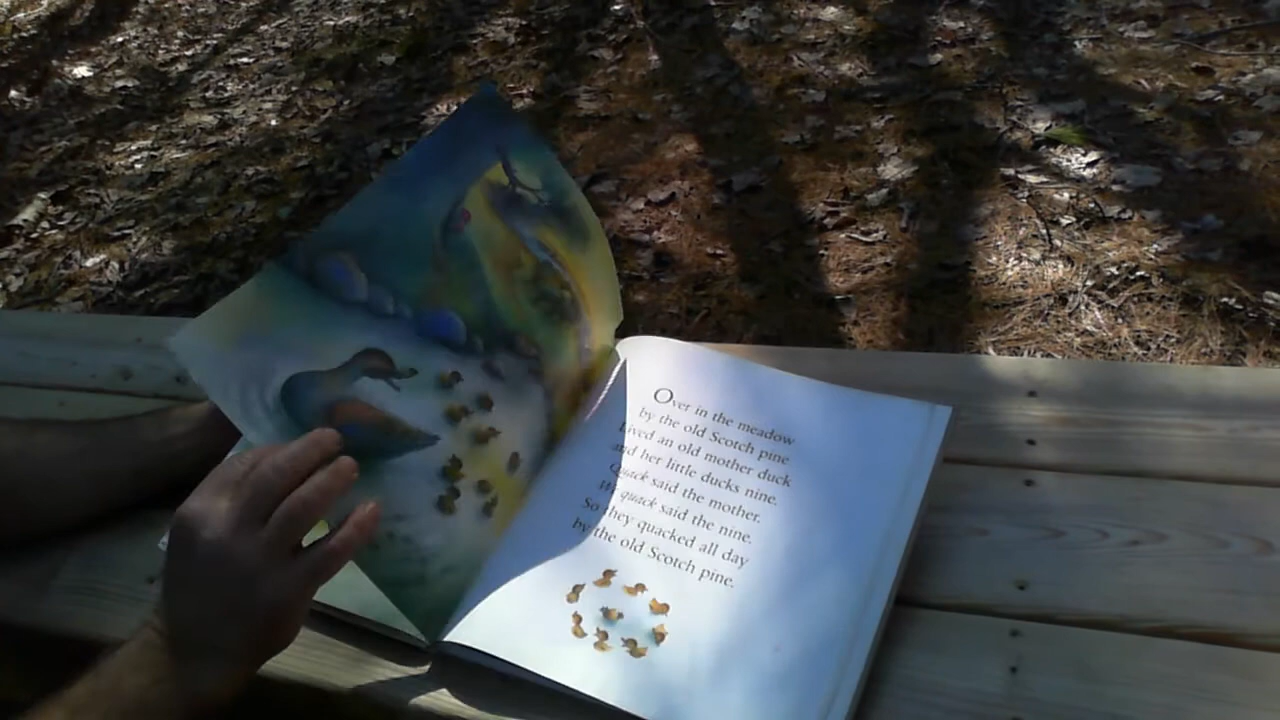 Over in the meadow
by the old Scotch pine
Lived an old mother duck
and her little ducks nine.
Quack said the mother.
We quack said the nine.
So they quacked all day
by the old Scotch pine.